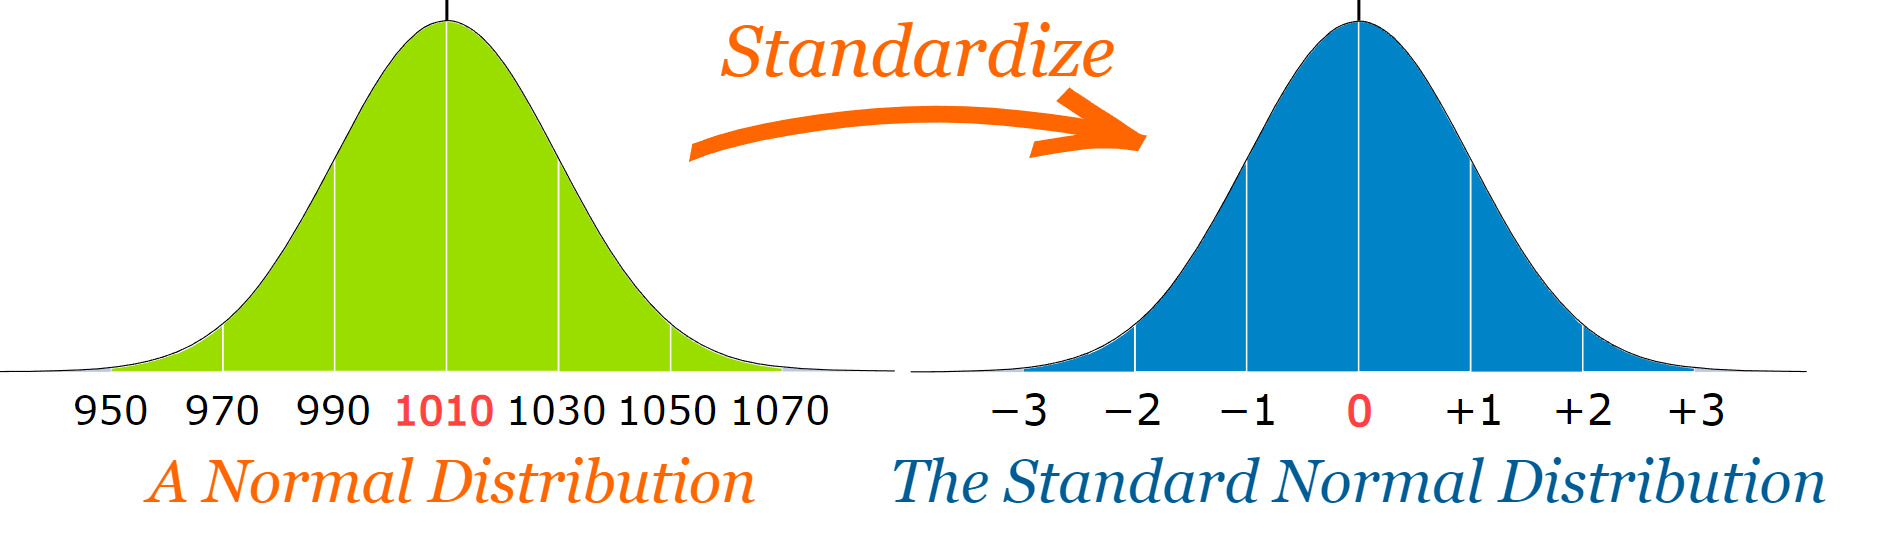 Standardize
950 970 990 1010 1030 1050 1070
−3 −2 −1 0 +1 +2 +3
A Normal Distribution
The Standard Normal Distribution